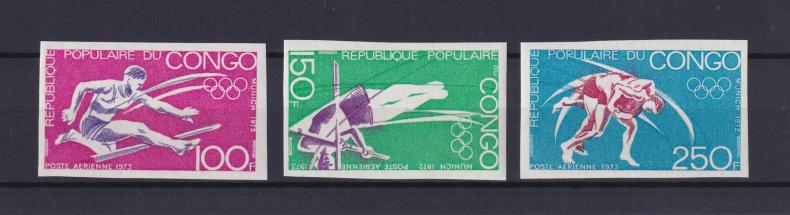 REPUBLIQUE POPULAIRE DU CONGO
MUNICH 1972
POSTE AERIENNE 1973
100F
REPUBLIQUE POPULAIRE DU CONGO
150F
MUNICH 1972
POSTE AERIENNE 1973
REPUBLIQUE POPULAIRE DU CONGO
MUNICH 1972
POSTE AERIENNE 1973
250F